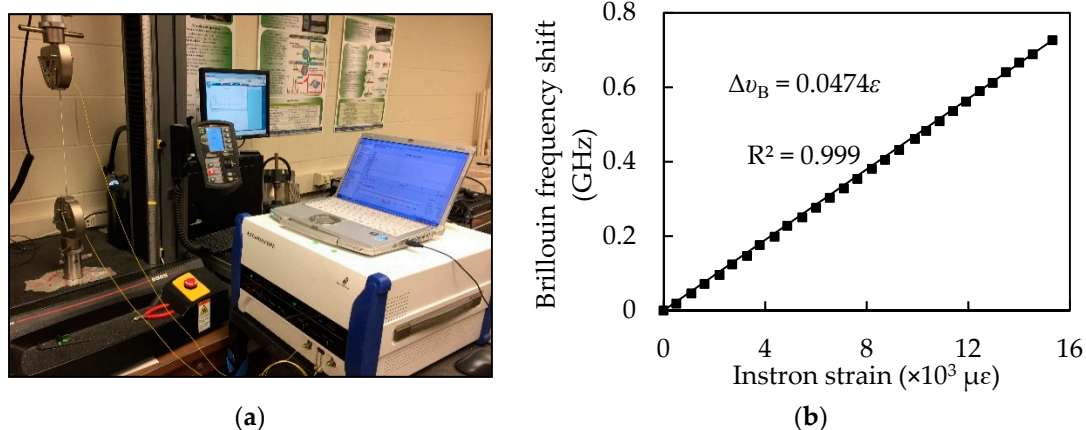 0.8
0.6
0.4
0.2
0
Brillouin frequency shift
(GHz)
Δυ_B = 0.0474ε
R² = 0.999
0 4 8 12 16
Instron strain (×10³ με)
(a) (b)